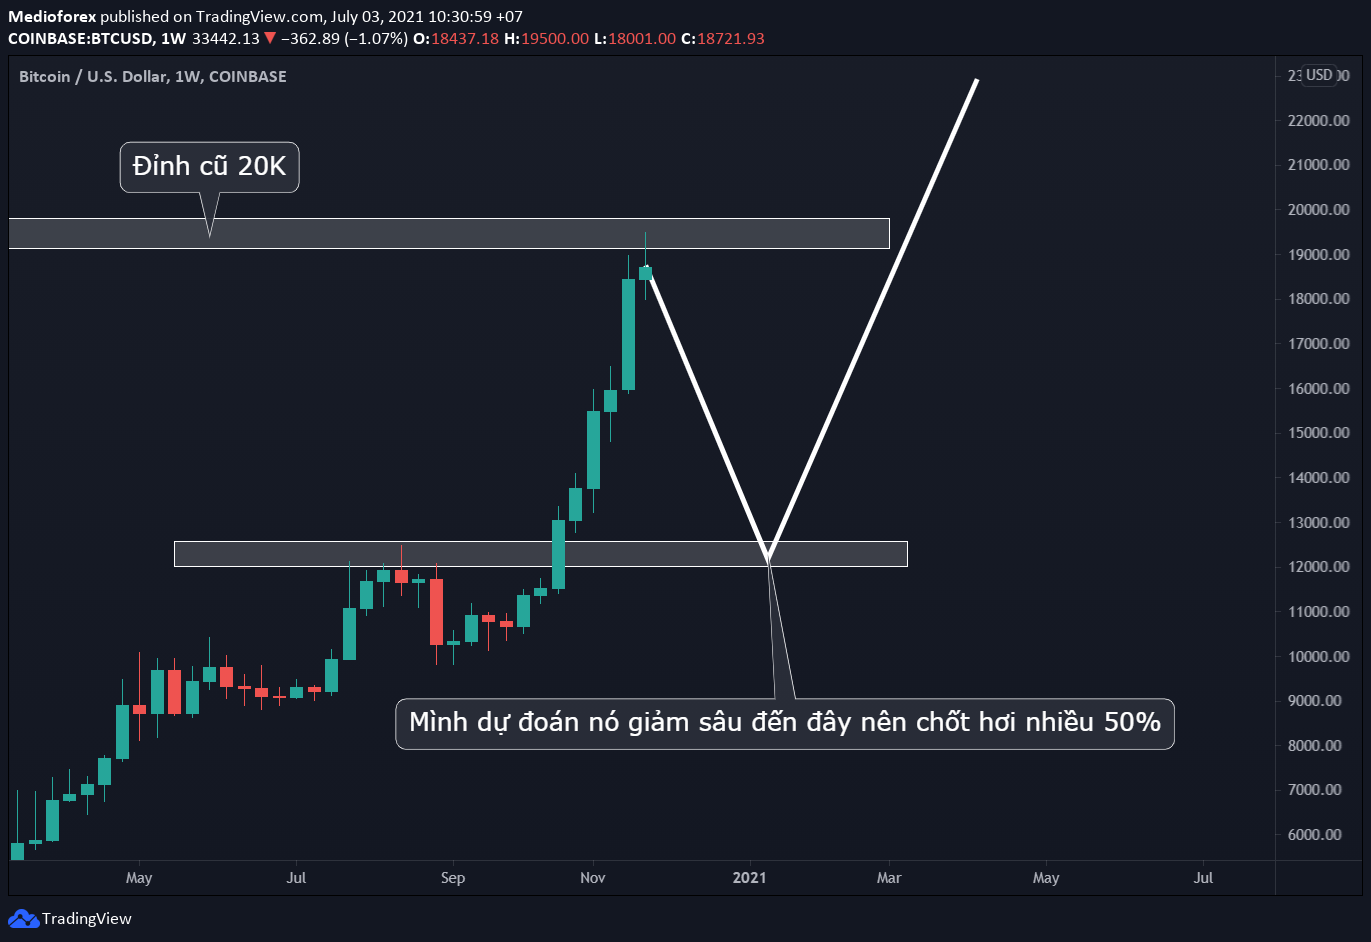 Medioforex published on TradingView.com, July 03, 2021 10:30:59 +07
COINBASE:BTCUSD, 1W 33442.13 ▼ −362.89 (−1.07%) O:18437.18 H:19500.00 L:18001.00 C:18721.93
Bitcoin / U.S. Dollar, 1W, COINBASE
USD
22000.00
21000.00
20000.00
19000.00
18000.00
17000.00
16000.00
15000.00
14000.00
13000.00
12000.00
11000.00
10000.00
9000.00
8000.00
7000.00
6000.00
Đỉnh cũ 20K
Mình dự đoán nó giảm sâu đến đây nên chốt hơi nhiều 50%
May Jul Sep Nov 2021 Mar May Jul
TradingView